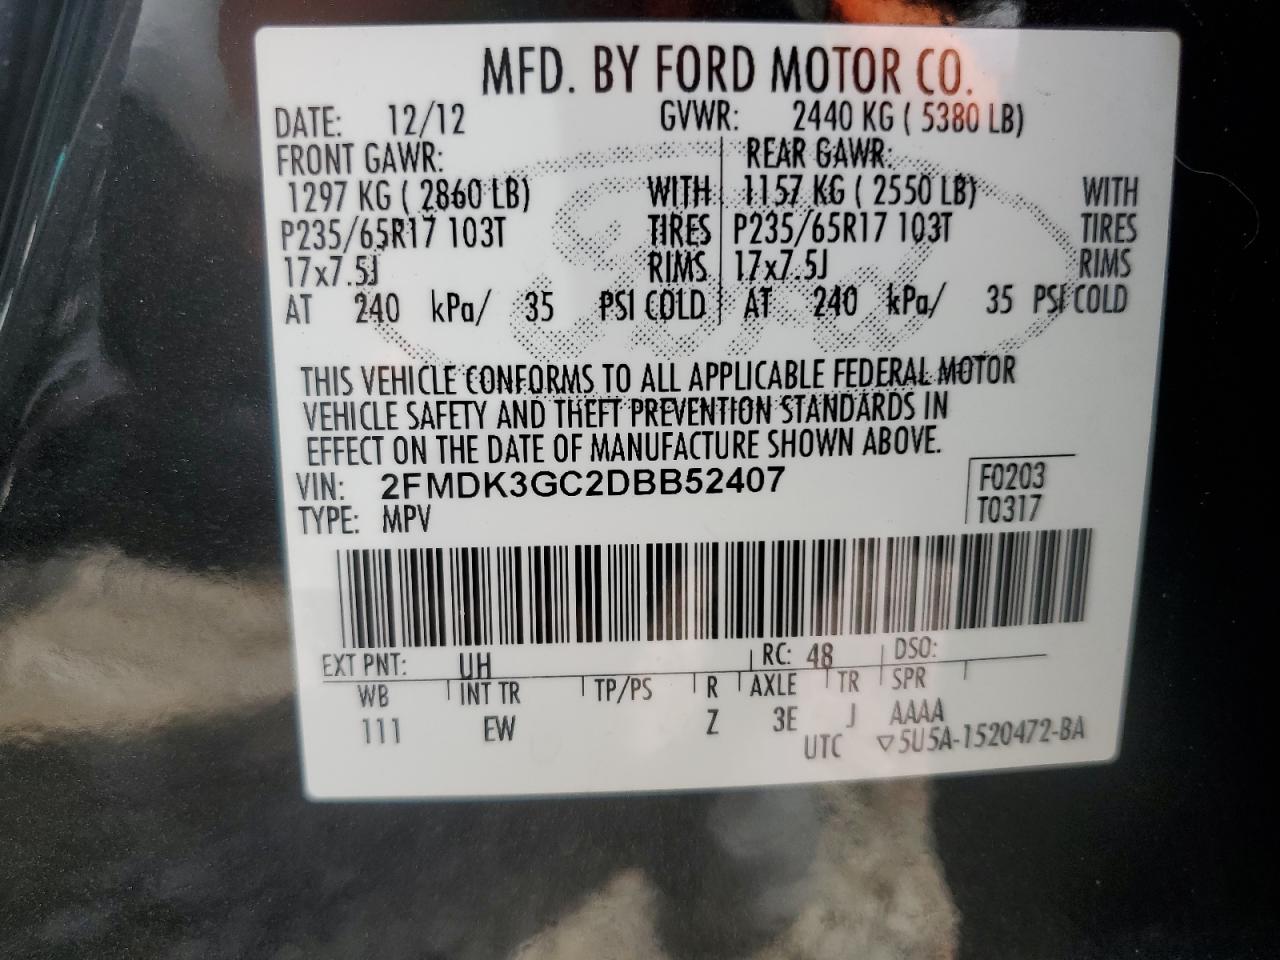 MFD. BY FORD MOTOR CO.
DATE: 12/12 GVWR: 2440 KG ( 5380 LB)
FRONT GAWR: REAR GAWR:
1297 KG ( 2860 LB) WITH 1157 KG ( 2550 LB) WITH
P235/65R17 103T TIRES P235/65R17 103T TIRES
17x7.5J RIMS 17x7.5J RIMS
AT 240 kPa/ 35 PSI COLD AT 240 kPa/ 35 PSI COLD
THIS VEHICLE CONFORMS TO ALL APPLICABLE FEDERAL MOTOR
VEHICLE SAFETY AND THEFT PREVENTION STANDARDS IN
EFFECT ON THE DATE OF MANUFACTURE SHOWN ABOVE.
VIN: 2FMDK3GC2DBB52407 F0203
TYPE: MPV T0317
EXT PNT: UH RC: 48 DSO:
WB INT TR TP/PS R AXLE TR SPR
111 EW Z 3E J AAAA
UTC ▽5U5A-1520472-BA